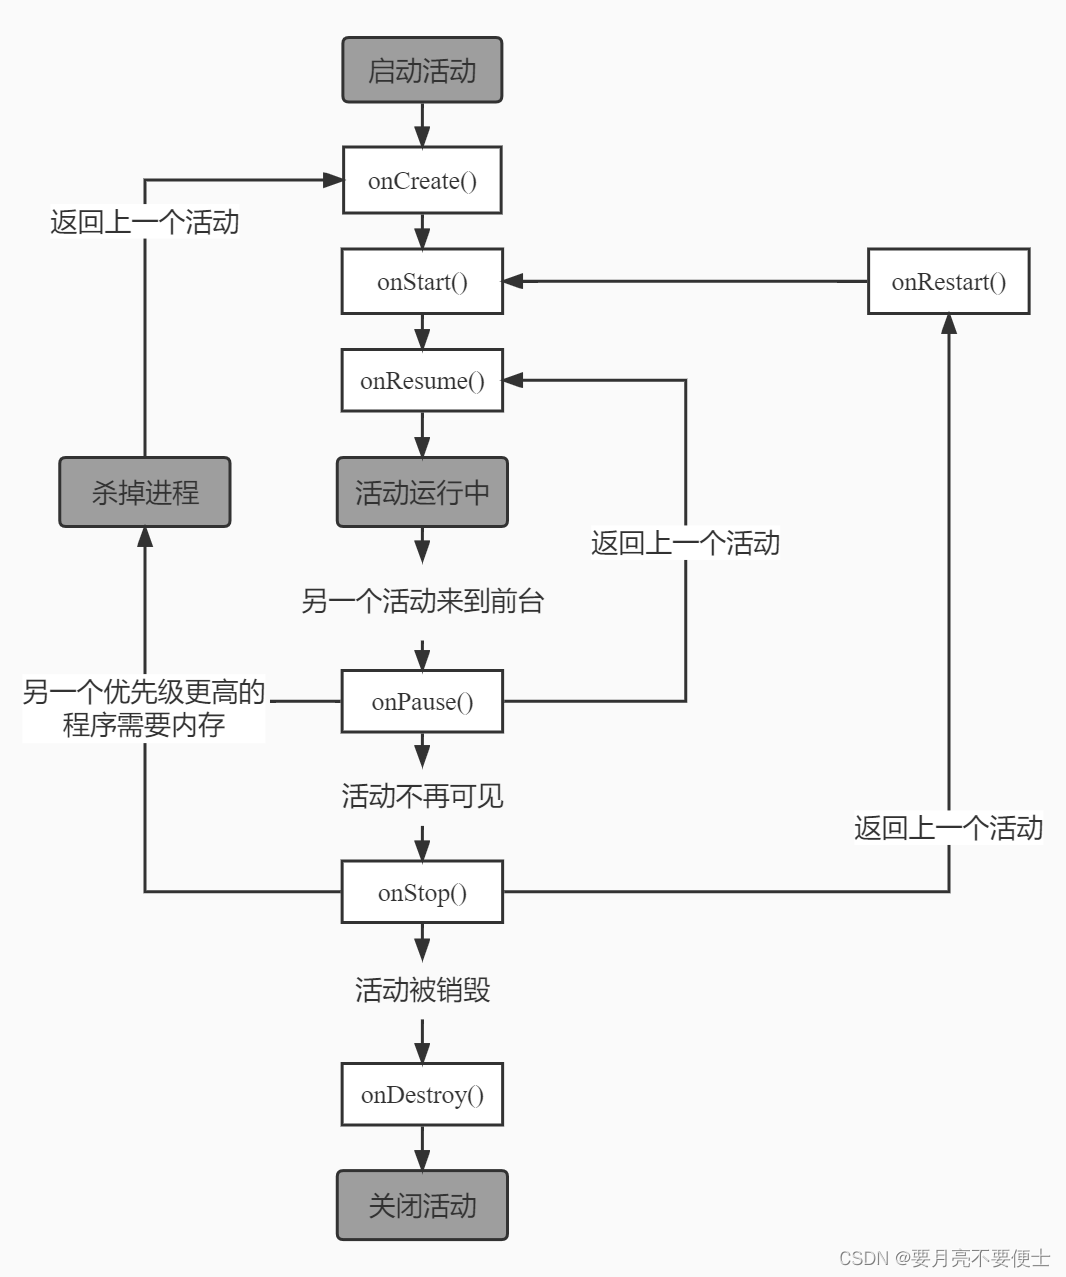 启动活动
onCreate()
返回上一个活动
onStart()
onRestart()
onResume()
杀掉进程
活动运行中
返回上一个活动
另一个活动来到前台
另一个优先级更高的
程序需要内存
onPause()
活动不再可见
返回上一个活动
onStop()
活动被销毁
onDestroy()
关闭活动
CSDN @要月亮不要便士